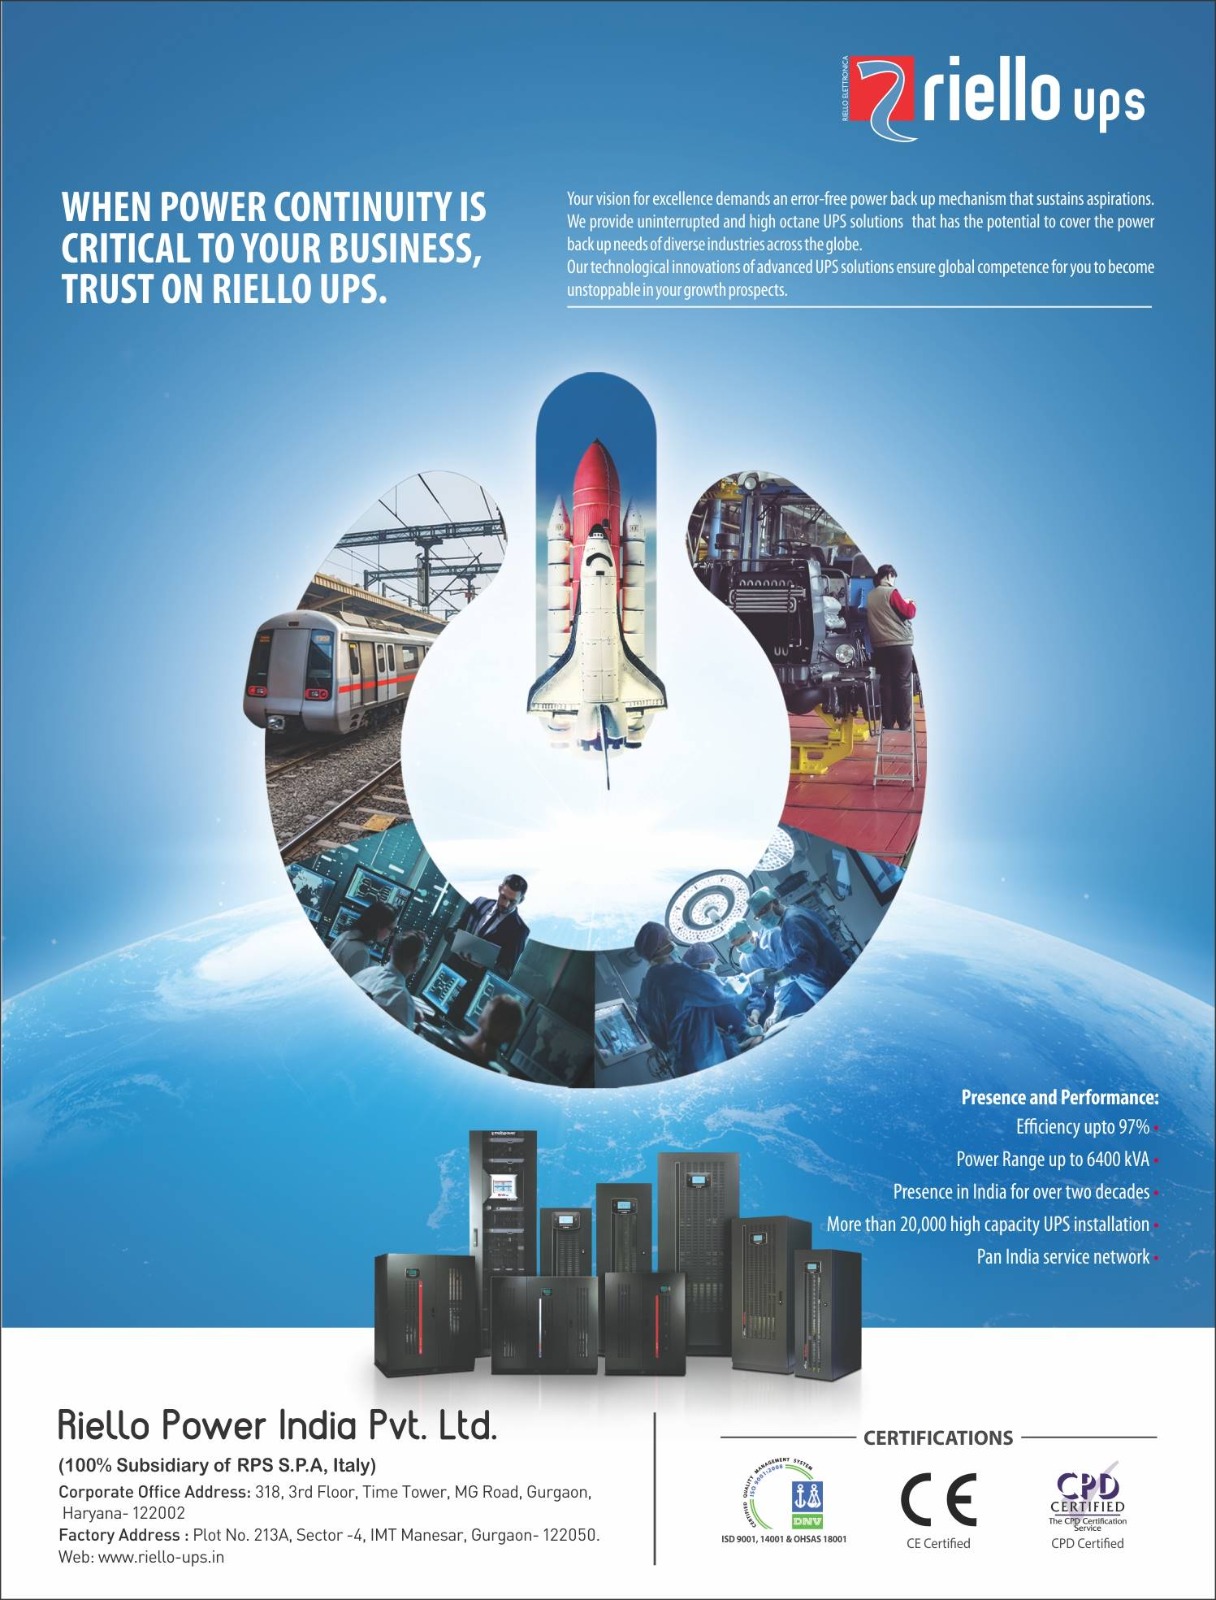 RIELLO ELETTRONICA
riello ups
WHEN POWER CONTINUITY IS
CRITICAL TO YOUR BUSINESS,
TRUST ON RIELLO UPS.
Your vision for excellence demands an error-free power back up mechanism that sustains aspirations.
We provide uninterrupted and high octane UPS solutions that has the potential to cover the power
back up needs of diverse industries across the globe.
Our technological innovations of advanced UPS solutions ensure global competence for you to become
unstoppable in your growth prospects.
Presence and Performance:
Efficiency upto 97% •
Power Range up to 6400 kVA •
Presence in India for over two decades •
More than 20,000 high capacity UPS installation •
Pan India service network •
Riello Power India Pvt. Ltd.
(100% Subsidiary of RPS S.P.A, Italy)
Corporate Office Address: 318, 3rd Floor, Time Tower, MG Road, Gurgaon,
Haryana- 122002
Factory Address : Plot No. 213A, Sector -4, IMT Manesar, Gurgaon- 122050.
Web: www.riello-ups.in
CERTIFICATIONS
CERTIFIED QUALITY MANAGEMENT SYSTEM
ISO 9001:2008
DNV
ISD 9001, 14001 & OHSAS 18001
CE
CE Certified
CPD
CERTIFIED
The CPD Certification
Service
CPD Certified